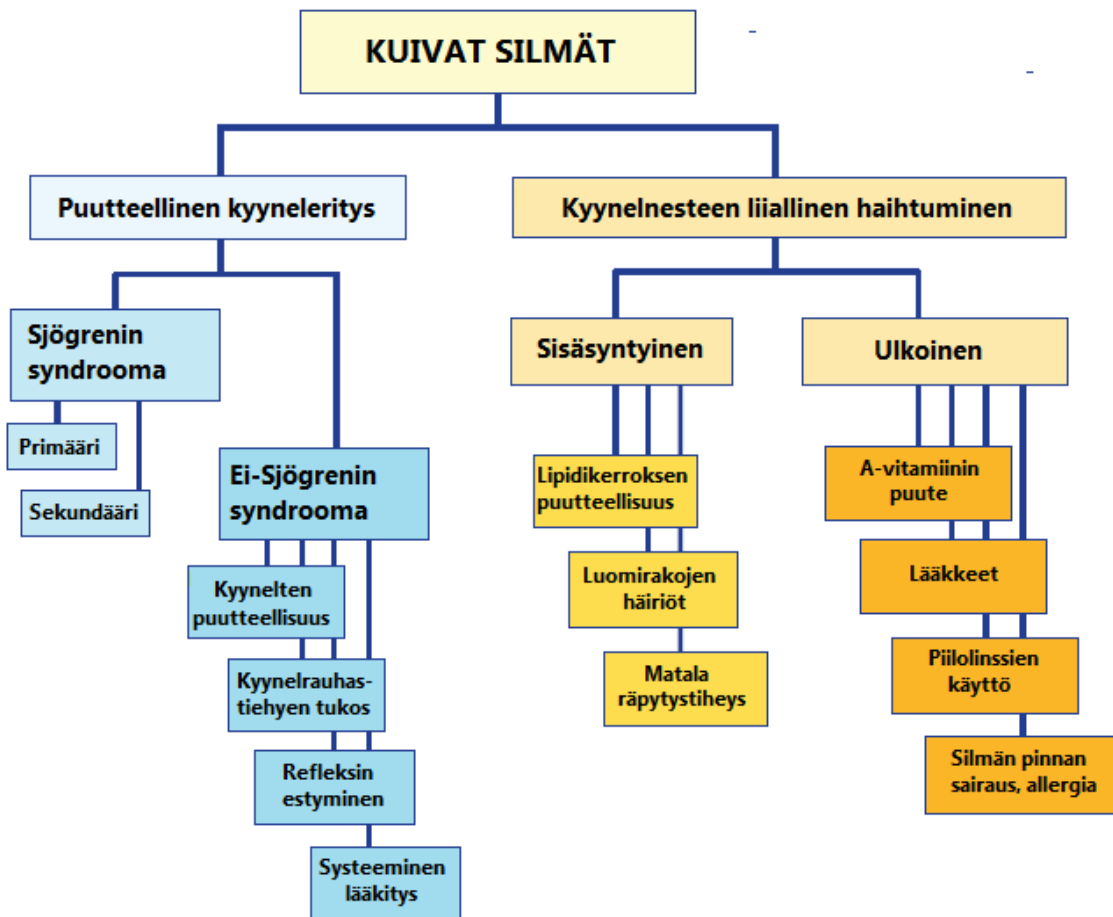 KUIVAT SILMÄT
Puutteellinen kyyneleritys
Kyynelnesteen liiallinen haihtuminen
Sjögrenin
syndrooma
Primääri
Sekundääri
Ei-Sjögrenin
syndrooma
Kyynelten
puutteellisuus
Kyynelrauhas-
tiehyen tukos
Refleksin
estyminen
Systeeminen
lääkitys
Sisäsyntyinen
Lipidikerroksen
puutteellisuus
Luomirakojen
häiriöt
Matala
räpytystiheys
Ulkoinen
A-vitamiinin
puute
Lääkkeet
Piilolinssien
käyttö
Silmän pinnan
sairaus, allergia